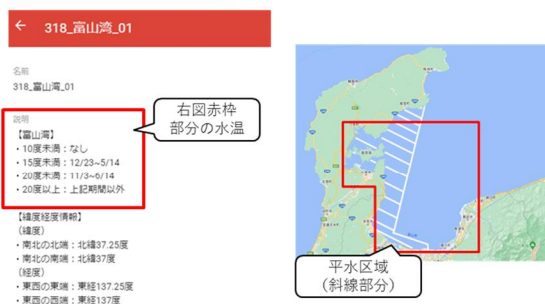 ← 318_富山湾_01
名前
318_富山湾_01
説明
【富山湾】
・10度未満：なし
・15度未満：12/23~5/14
・20度未満：11/3~6/14
・20度以上：上記期間以外
【緯度経度情報】
（緯度）
・南北の北端：北緯37.25度
・南北の南端：北緯37度
（経度）
・東西の東端：東経137.25度
・東西の西端：東経137度
右図赤枠
部分の水温
平水区域
（斜線部分）